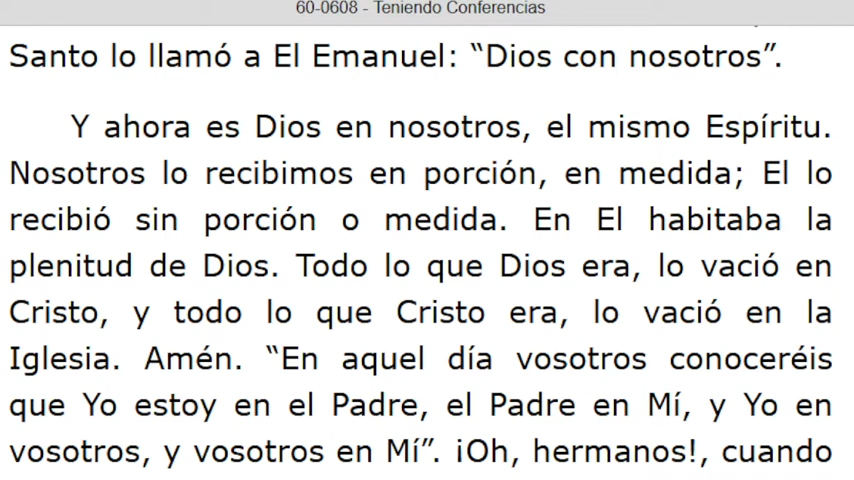 60-0608 - Teniendo Conferencias
Santo lo llamó a El Emanuel: “Dios con nosotros”.
Y ahora es Dios en nosotros, el mismo Espíritu.
Nosotros lo recibimos en porción, en medida; El lo
recibió sin porción o medida. En El habitaba la
plenitud de Dios. Todo lo que Dios era, lo vació en
Cristo, y todo lo que Cristo era, lo vació en la
Iglesia. Amén. “En aquel día vosotros conoceréis
que Yo estoy en el Padre, el Padre en Mí, y Yo en
vosotros, y vosotros en Mí”. ¡Oh, hermanos!, cuando